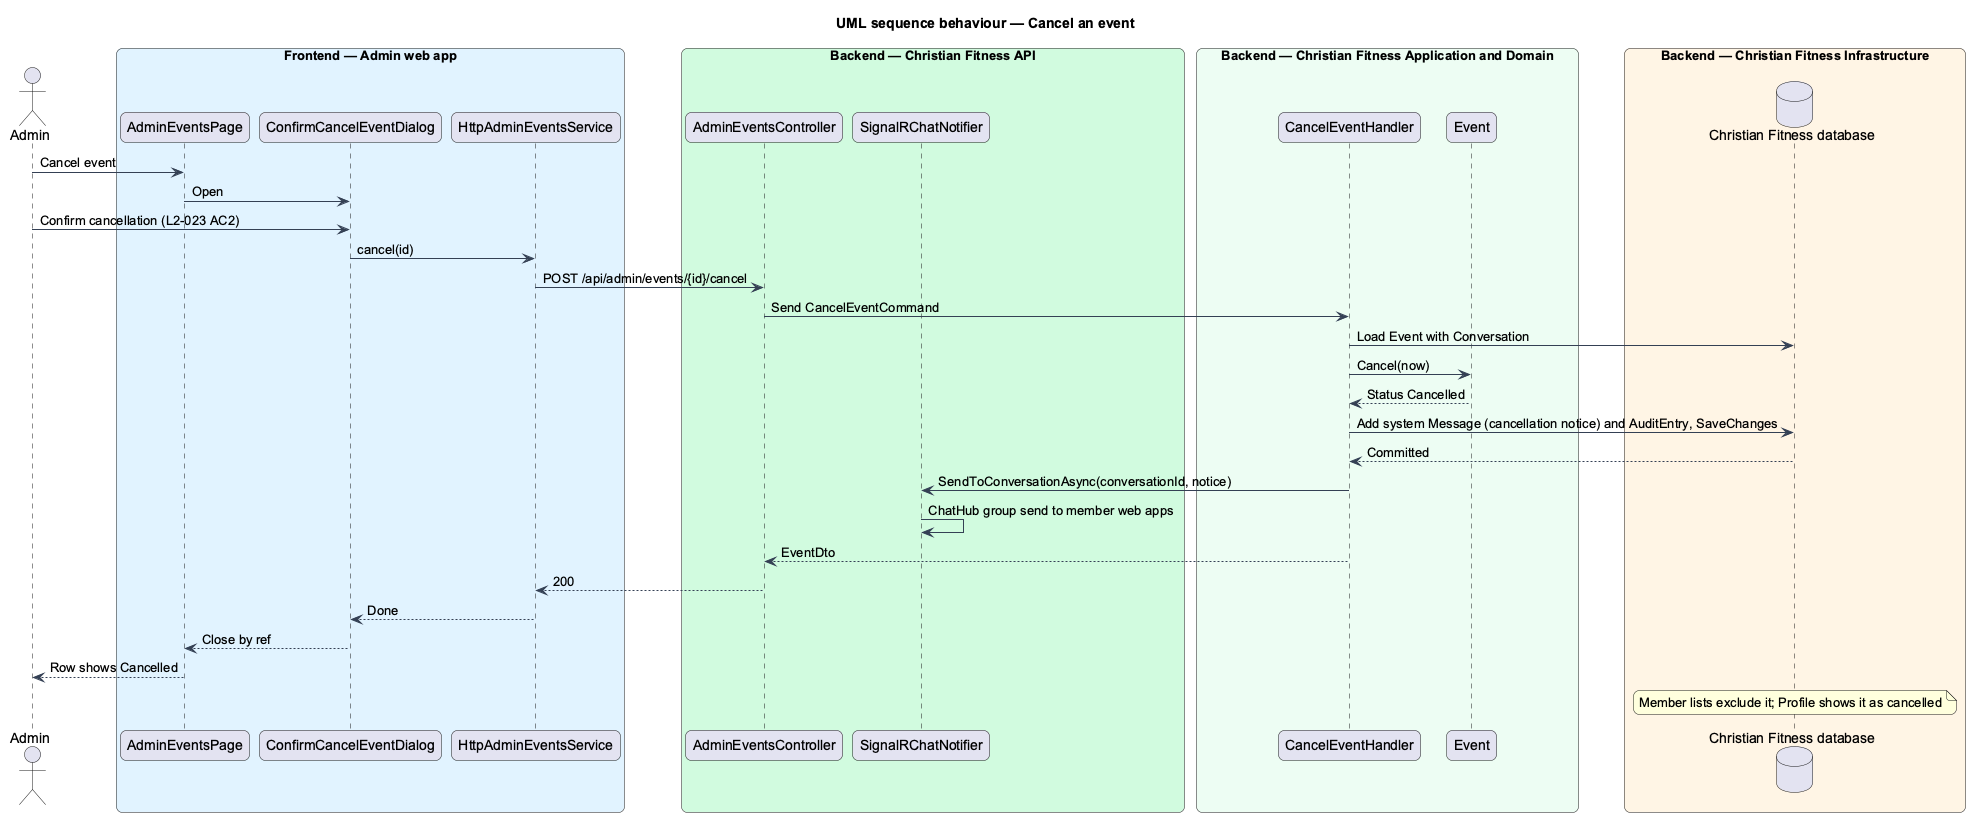 UML sequence behaviour — Cancel an event
Frontend — Admin web app
Backend — Christian Fitness API
Backend — Christian Fitness Application and Domain
Backend — Christian Fitness Infrastructure
Admin
AdminEventsPage
ConfirmCancelEventDialog
HttpAdminEventsService
AdminEventsController
SignalRChatNotifier
CancelEventHandler
Event
Christian Fitness database
Cancel event
Open
Confirm cancellation (L2-023 AC2)
cancel(id)
POST /api/admin/events/{id}/cancel
Send CancelEventCommand
Load Event with Conversation
Cancel(now)
Status Cancelled
Add system Message (cancellation notice) and AuditEntry, SaveChanges
Committed
SendToConversationAsync(conversationId, notice)
ChatHub group send to member web apps
EventDto
200
Done
Close by ref
Row shows Cancelled
Member lists exclude it; Profile shows it as cancelled
Admin
AdminEventsPage
ConfirmCancelEventDialog
HttpAdminEventsService
AdminEventsController
SignalRChatNotifier
CancelEventHandler
Event
Christian Fitness database